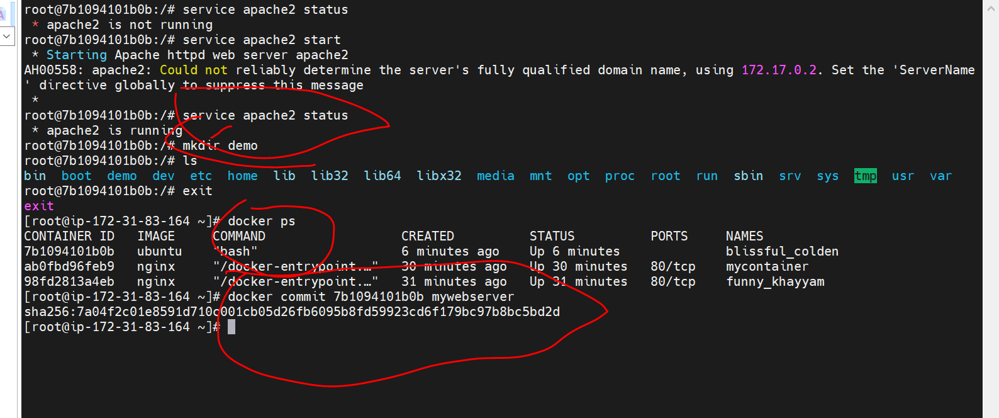 root@7b1094101b0b:/# service apache2 status
* apache2 is not running
root@7b1094101b0b:/# service apache2 start
* Starting Apache httpd web server apache2
AH00558: apache2: Could not reliably determine the server's fully qualified domain name, using 172.17.0.2. Set the 'ServerName
' directive globally to suppress this message
*
root@7b1094101b0b:/# service apache2 status
* apache2 is running
root@7b1094101b0b:/# mkdir demo
root@7b1094101b0b:/# ls
bin boot demo dev etc home lib lib32 lib64 libx32 media mnt opt proc root run sbin srv sys tmp usr var
root@7b1094101b0b:/# exit
exit
[root@ip-172-31-83-164 ~]# docker ps
CONTAINER ID IMAGE COMMAND CREATED STATUS PORTS NAMES
7b1094101b0b ubuntu "bash" 6 minutes ago Up 6 minutes blissful_colden
ab0fbd96feb9 nginx "/docker-entrypoint.…" 30 minutes ago Up 30 minutes 80/tcp mycontainer
98fd2813a4eb nginx "/docker-entrypoint.…" 31 minutes ago Up 31 minutes 80/tcp funny_khayyam
[root@ip-172-31-83-164 ~]# docker commit 7b1094101b0b mywebserver
sha256:7a04f2c01e8591d710c001cb05d26fb6095b8fd59923cd6f179bc97b8bc5bd2d
[root@ip-172-31-83-164 ~]#